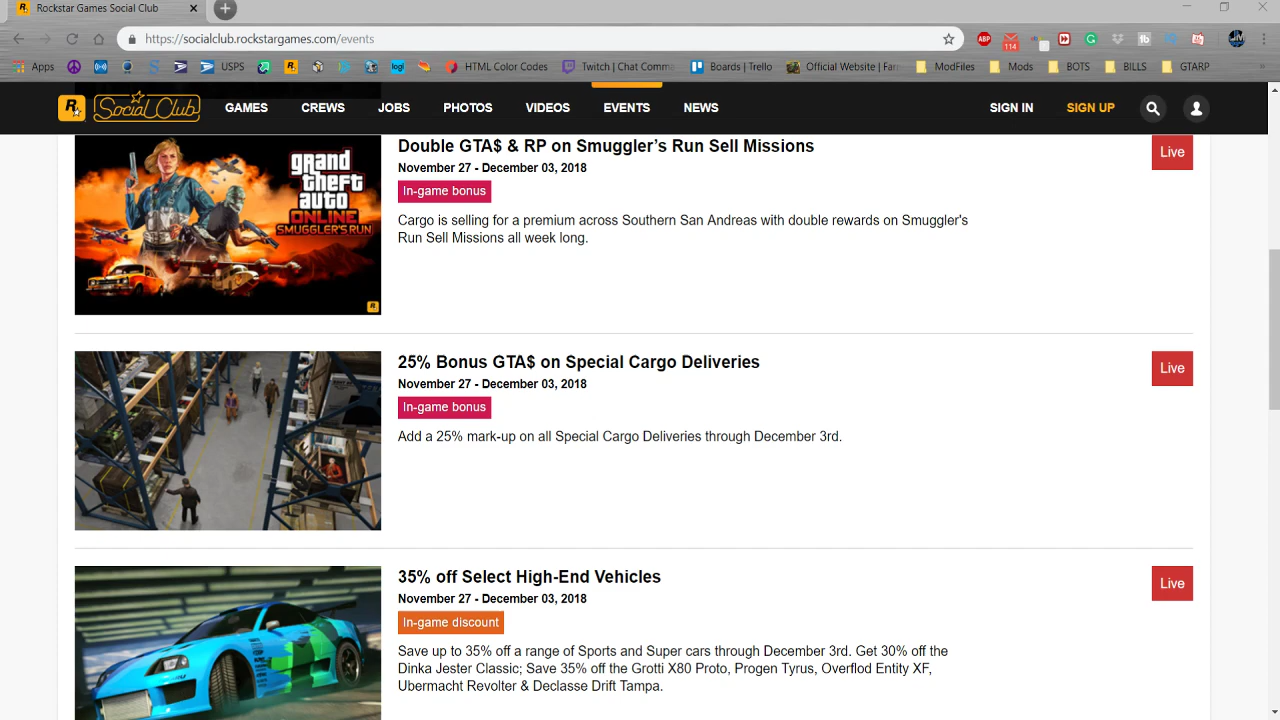 Rockstar Games Social Club
https://socialclub.rockstargames.com/events
ABP
114
Apps
USPS
logi
HTML Color Codes
Twitch | Chat Comm
Boards | Trello
Official Website | Far
ModFiles
Mods
BOTS
BILLS
GTARP
Social Club
GAMES
CREWS
JOBS
PHOTOS
VIDEOS
EVENTS
NEWS
SIGN IN
SIGN UP
grand
theft
auto
ONLINE
SMUGGLER'S RUN
Double GTA$ & RP on Smuggler’s Run Sell Missions
Live
November 27 - December 03, 2018
In-game bonus
Cargo is selling for a premium across Southern San Andreas with double rewards on Smuggler's
Run Sell Missions all week long.
25% Bonus GTA$ on Special Cargo Deliveries
Live
November 27 - December 03, 2018
In-game bonus
Add a 25% mark-up on all Special Cargo Deliveries through December 3rd.
35% off Select High-End Vehicles
Live
November 27 - December 03, 2018
In-game discount
Save up to 35% off a range of Sports and Super cars through December 3rd. Get 30% off the
Dinka Jester Classic; Save 35% off the Grotti X80 Proto, Progen Tyrus, Overflod Entity XF,
Ubermacht Revolter & Declasse Drift Tampa.